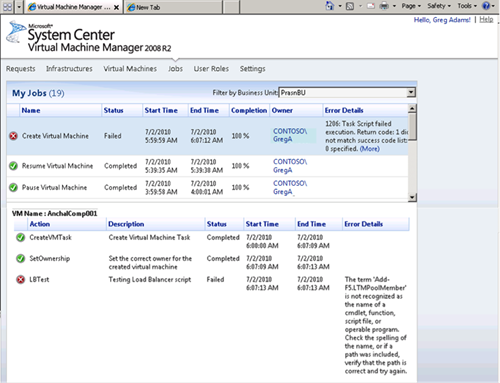 Virtual Machine Manager ...
New Tab
Page
Safety
Tools
Hello, Greg Adams! | Help
Microsoft
System Center
Virtual Machine Manager 2008 R2
Requests Infrastructures Virtual Machines Jobs User Roles Settings
My Jobs (19)
Filter by Business Unit: PrasnBU
Name Status Start Time End Time Completion Owner Error Details
Create Virtual Machine Failed 7/2/2010 5:59:59 AM 7/2/2010 6:07:12 AM 100 % CONTOSO\GregA 1206: Task Script failed
execution. Return code: 1 di
not match success code list:
0 specified. (More)
Resume Virtual Machine Completed 7/2/2010 5:39:35 AM 7/2/2010 5:39:38 AM 100 % CONTOSO\GregA
Pause Virtual Machine Completed 7/2/2010 3:59:58 AM 7/2/2010 4:00:01 AM 100 % CONTOSO\GregA
VM Name : AnchalComp001
Action Description Status Start Time End Time Error Details
CreateVMTask Create Virtual Machine Task Completed 7/2/2010 6:00:00 AM 7/2/2010 6:07:09 AM
SetOwnership Set the correct owner for the created virtual machine Completed 7/2/2010 6:07:09 AM 7/2/2010 6:07:13 AM
LBTest Testing Load Balancer script Failed 7/2/2010 6:07:13 AM 7/2/2010 6:07:13 AM
The term 'Add-
F5.LTMPoolMember'
is not recognized as
the name of a
cmdlet, function,
script file, or
operable program.
Check the spelling
of the name, or if a
path was included,
verify that the path is
correct and try again.